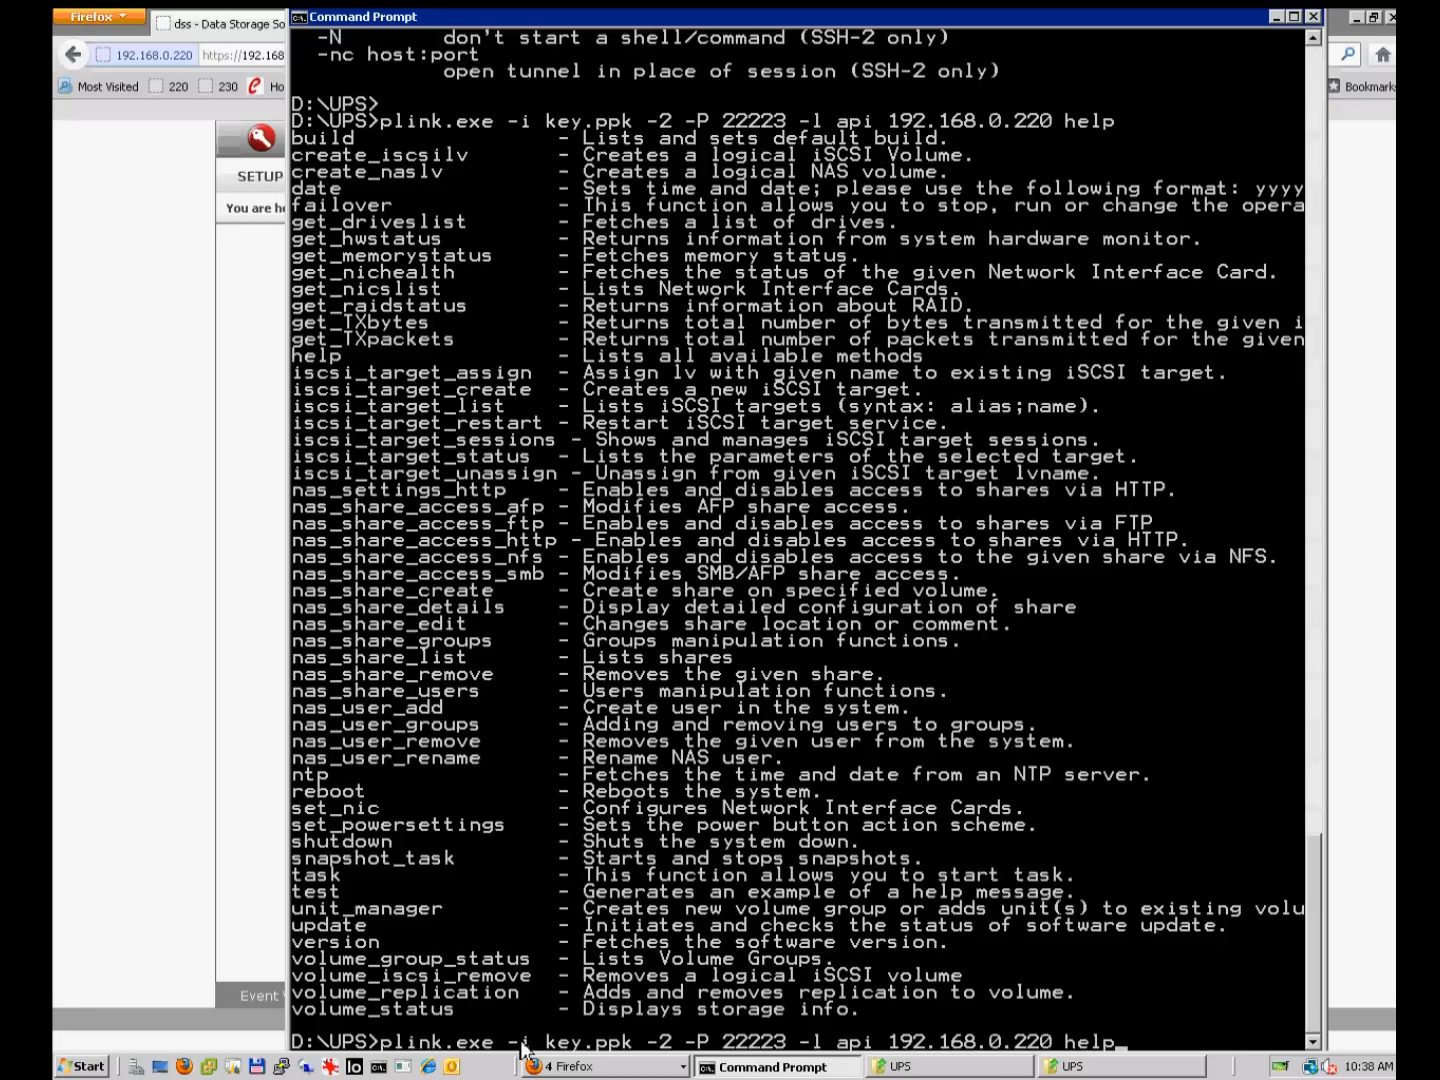 Firefox
dss - Data Storage So
Command Prompt
192.168.0.220
https://192.168
Most Visited
220
230
Ho
Bookmarks
SETUP
You are he
Event V
-N don't start a shell/command (SSH-2 only)
-nc host:port
open tunnel in place of session (SSH-2 only)
D:\UPS>
D:\UPS>plink.exe -i key.ppk -2 -P 22223 -l api 192.168.0.220 help
build - Lists and sets default build.
create_iscsilv - Creates a logical iSCSI Volume.
create_naslv - Creates a logical NAS volume.
date - Sets time and date; please use the following format: yyyy
failover - This function allows you to stop, run or change the opera
get_driveslist - Fetches a list of drives.
get_hwstatus - Returns information from system hardware monitor.
get_memorystatus - Fetches memory status.
get_nichealth - Fetches the status of the given Network Interface Card.
get_nicslist - Lists Network Interface Cards.
get_raidstatus - Returns information about RAID.
get_TXbytes - Returns total number of bytes transmitted for the given i
get_TXpackets - Returns total number of packets transmitted for the given
help - Lists all available methods
iscsi_target_assign - Assign lv with given name to existing iSCSI target.
iscsi_target_create - Creates a new iSCSI target.
iscsi_target_list - Lists iSCSI targets (syntax: alias;name).
iscsi_target_restart - Restart iSCSI target service.
iscsi_target_sessions - Shows and manages iSCSI target sessions.
iscsi_target_status - Lists the parameters of the selected target.
iscsi_target_unassign - Unassign from given iSCSI target lvname.
nas_settings_http - Enables and disables access to shares via HTTP.
nas_share_access_afp - Modifies AFP share access.
nas_share_access_ftp - Enables and disables access to shares via FTP
nas_share_access_http - Enables and disables access to shares via HTTP.
nas_share_access_nfs - Enables and disables access to the given share via NFS.
nas_share_access_smb - Modifies SMB/AFP share access.
nas_share_create - Create share on specified volume.
nas_share_details - Display detailed configuration of share
nas_share_edit - Changes share location or comment.
nas_share_groups - Groups manipulation functions.
nas_share_list - Lists shares
nas_share_remove - Removes the given share.
nas_share_users - Users manipulation functions.
nas_user_add - Create user in the system.
nas_user_groups - Adding and removing users to groups.
nas_user_remove - Removes the given user from the system.
nas_user_rename - Rename NAS user.
ntp - Fetches the time and date from an NTP server.
reboot - Reboots the system.
set_nic - Configures Network Interface Cards.
set_powersettings - Sets the power button action scheme.
shutdown - Shuts the system down.
snapshot_task - Starts and stops snapshots.
task - This function allows you to start task.
test - Generates an example of a help message.
unit_manager - Creates new volume group or adds unit(s) to existing volu
update - Initiates and checks the status of software update.
version - Fetches the software version.
volume_group_status - Lists Volume Groups.
volume_iscsi_remove - Removes a logical iSCSI volume
volume_replication - Adds and removes replication to volume.
volume_status - Displays storage info.
D:\UPS>plink.exe -i key.ppk -2 -P 22223 -l api 192.168.0.220 help_
Start
4 Firefox
Command Prompt
UPS
UPS
10:38 AM